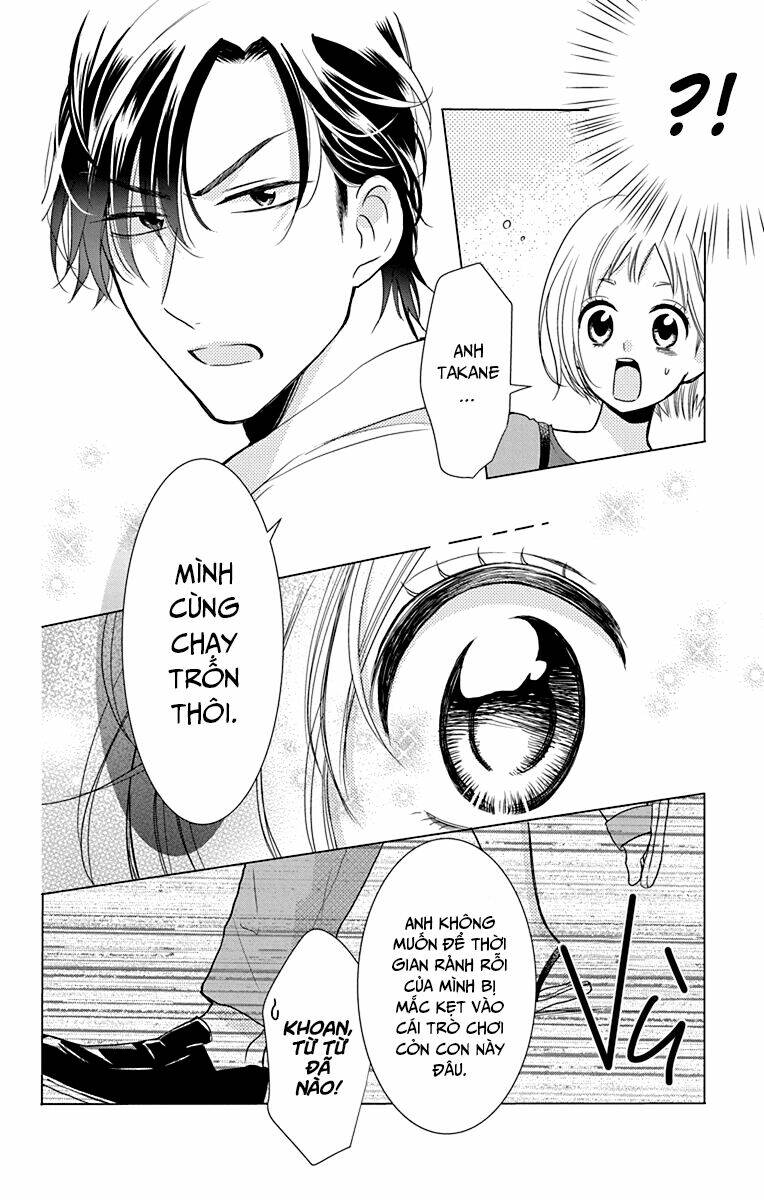 ?!
ANH
TAKANE
...
MÌNH
CÙNG
CHẠY
TRỐN
THÔI.
ANH KHÔNG
MUỐN ĐỂ THỜI
GIAN RẢNH RỖI
CỦA MÌNH BỊ
MẮC KẸT VÀO
CÁI TRÒ CHƠI
CỎN CON NÀY
ĐÂU.
KHOAN,
TỪ TỪ
ĐÃ
NÀO!
VÙ